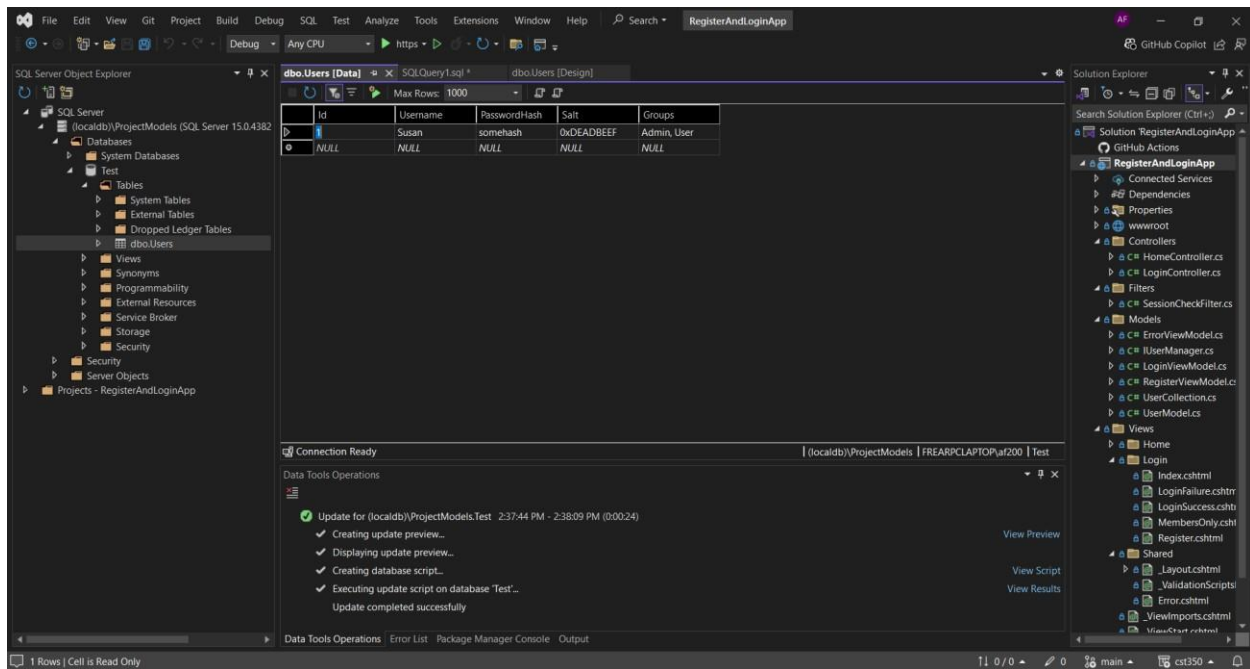 File Edit View Git Project Build Debug SQL Test Analyze Tools Extensions Window Help Search RegisterAndLoginApp AF
Debug Any CPU https GitHub Copilot
SQL Server Object Explorer
SQL Server
(localdb)\ProjectModels (SQL Server 15.0.4382
Databases
System Databases
Test
Tables
System Tables
External Tables
Dropped Ledger Tables
dbo.Users
Views
Synonyms
Programmability
External Resources
Service Broker
Storage
Security
Security
Server Objects
Projects - RegisterAndLoginApp
dbo.Users [Data] SQLQuery1.sql * dbo.Users [Design]
Max Rows: 1000
Id Username PasswordHash Salt Groups
1 Susan somehash 0xDEADBEEF Admin, User
NULL NULL NULL NULL NULL
Connection Ready (localdb)\ProjectModels FREARPCLAPTOP\af200 Test
Data Tools Operations
Update for (localdb)\ProjectModels.Test 2:37:44 PM - 2:38:09 PM (0:00:24)
Creating update preview... View Preview
Displaying update preview...
Creating database script... View Script
Executing update script on database 'Test'... View Results
Update completed successfully
Data Tools Operations Error List Package Manager Console Output
Solution Explorer
Search Solution Explorer (Ctrl+;)
Solution 'RegisterAndLoginApp
GitHub Actions
RegisterAndLoginApp
Connected Services
Dependencies
Properties
wwwroot
Controllers
C# HomeController.cs
C# LoginController.cs
Filters
C# SessionCheckFilter.cs
Models
C# ErrorViewModel.cs
C# IUserManager.cs
C# LoginViewModel.cs
C# RegisterViewModel.cs
C# UserCollection.cs
C# UserModel.cs
Views
Home
Login
Index.cshtml
LoginFailure.cshtm
LoginSuccess.cshtı
MembersOnly.csht
Register.cshtml
Shared
_Layout.cshtml
_ValidationScripts
Error.cshtml
_ViewImports.cshtml
_ViewStart.cshtml
1 Rows | Cell is Read Only 0 / 0 0 main cst350